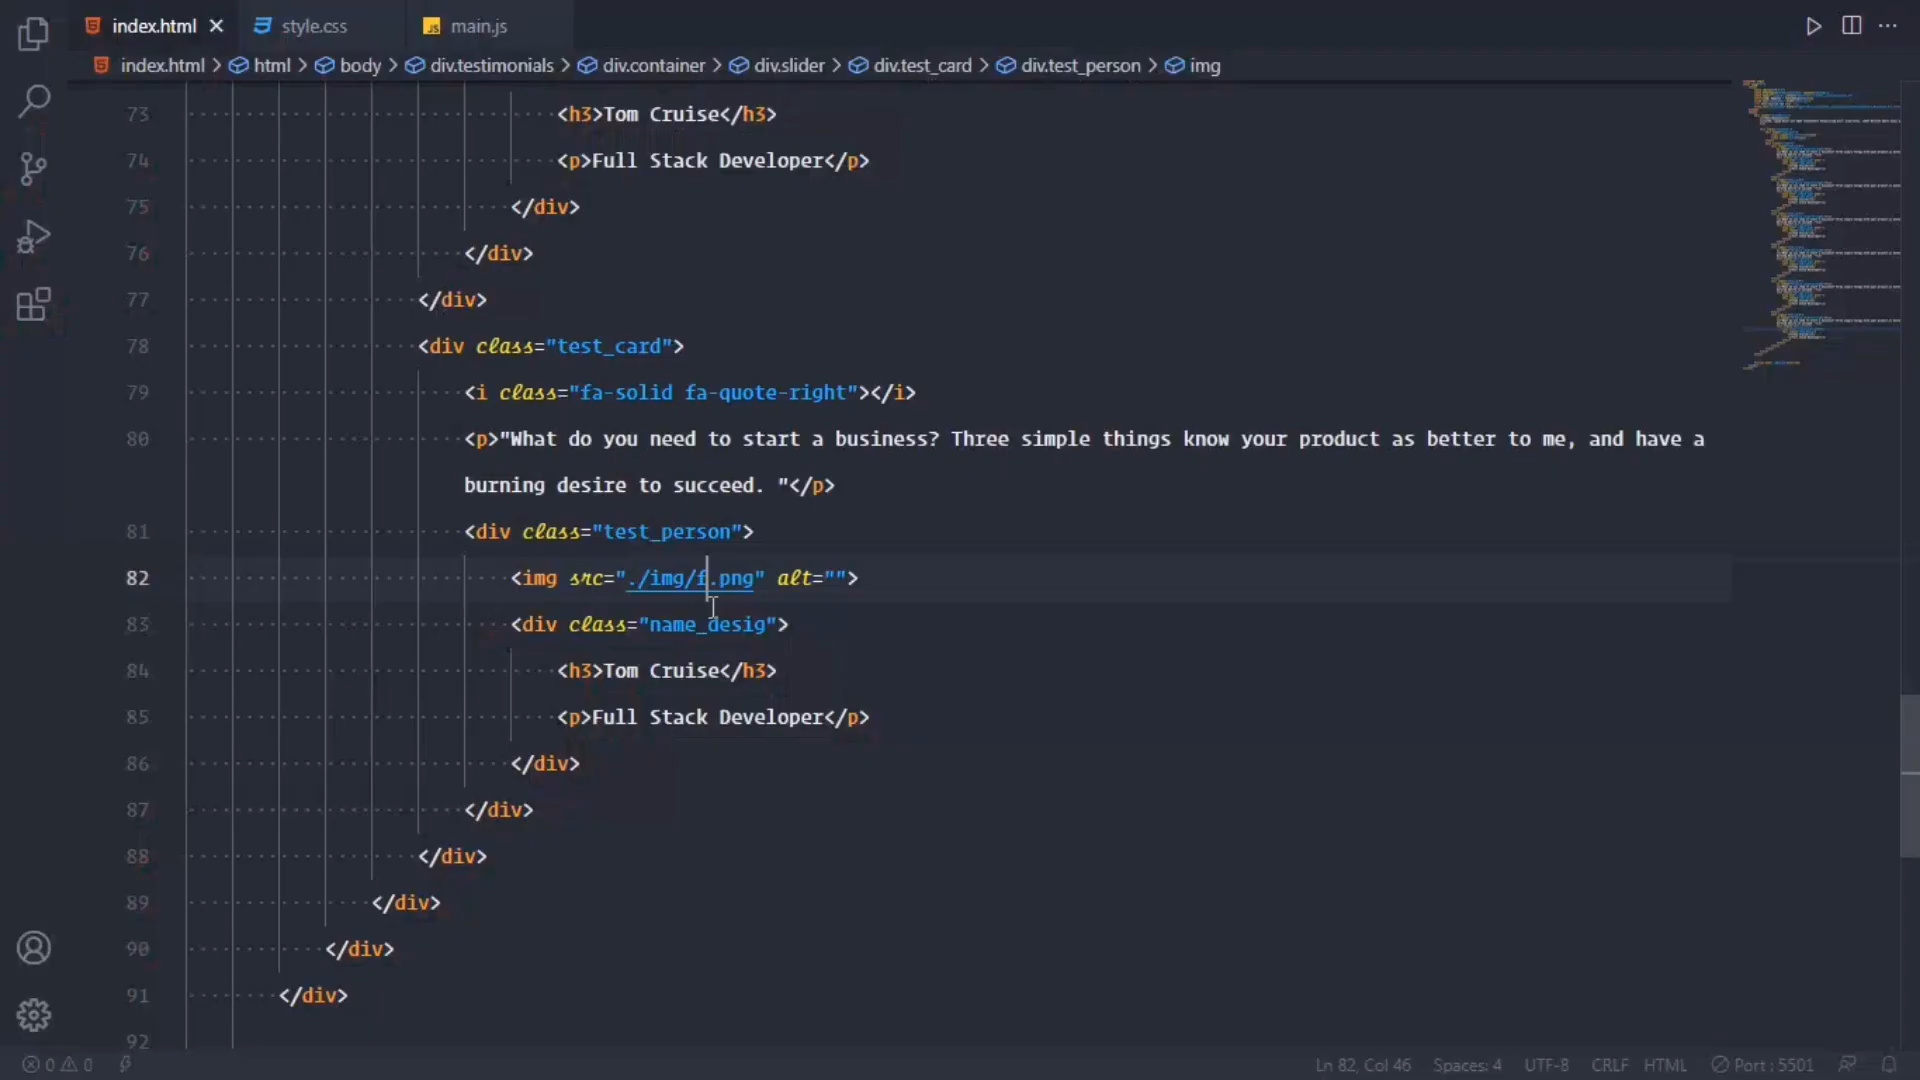 index.html style.css main.js
index.html > html > body > div.testimonials > div.container > div.slider > div.test_card > div.test_person > img
73 <h3>Tom Cruise</h3>
74 <p>Full Stack Developer</p>
75 </div>
76 </div>
77 </div>
78 <div class="test_card">
79 <i class="fa-solid fa-quote-right"></i>
80 <p>"What do you need to start a business? Three simple things know your product as better to me, and have a
burning desire to succeed. "</p>
81 <div class="test_person">
82 <img src="./img/f.png" alt="">
83 <div class="name_desig">
84 <h3>Tom Cruise</h3>
85 <p>Full Stack Developer</p>
86 </div>
87 </div>
88 </div>
89 </div>
90 </div>
91 </div>
92
0 0 Ln 82, Col 46 Spaces: 4 UTF-8 CRLF HTML Port : 5501